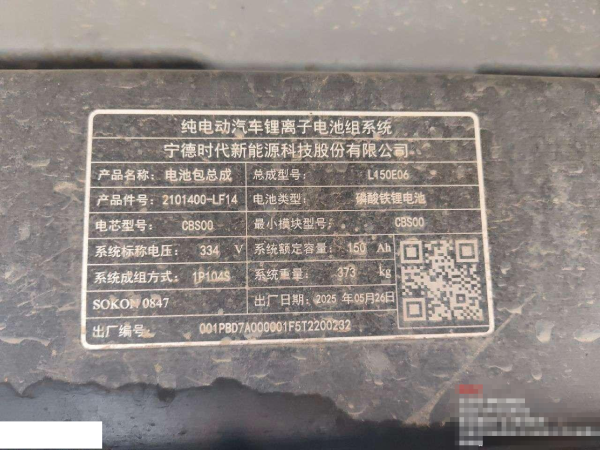 纯电动汽车锂离子电池组系统
宁德时代新能源科技股份有限公司
产品名称: 电池包总成 总成型号: L150E06
产品件号: 2101400-LF14 电池类型: 磷酸铁锂电池
电芯型号: CBS00 最小模块型号: CBS00
系统标称电压: 334 V 系统额定容量: 150 Ah
系统成组方式: 1P104S 系统重量: 373 kg
SOKON 0847 出厂日期: 2025 年05月26日
出厂编号 001PBD7A000001F5T2200232